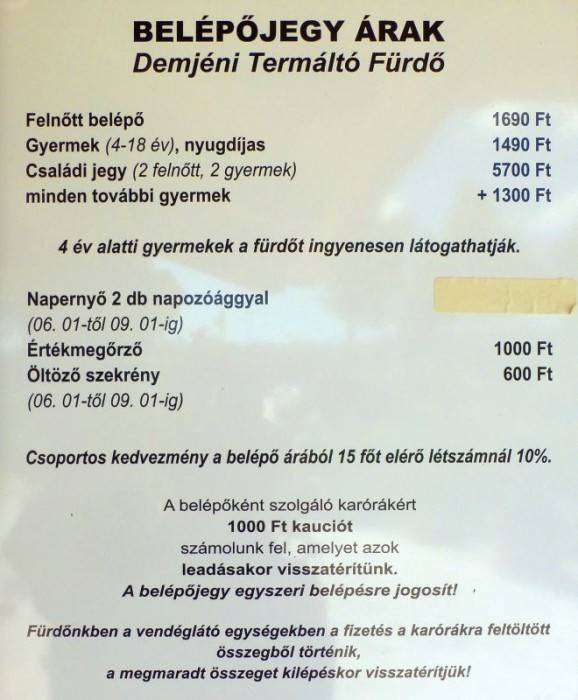 BELÉPŐJEGY ÁRAK
Demjéni Termáltó Fürdő
Felnőtt belépő 1690 Ft
Gyermek (4-18 év), nyugdíjas 1490 Ft
Családi jegy (2 felnőtt, 2 gyermek) 5700 Ft
minden további gyermek + 1300 Ft
4 év alatti gyermekek a fürdőt ingyenesen látogathatják.
Napernyő 2 db napozóággyal
(06. 01-től 09. 01-ig)
Értékmegőrző 1000 Ft
Öltöző szekrény 600 Ft
(06. 01-től 09. 01-ig)
Csoportos kedvezmény a belépő árából 15 főt elérő létszámnál 10%.
A belépőként szolgáló karórákért
1000 Ft kauciót
számolunk fel, amelyet azok
leadásakor visszatérítünk.
A belépőjegy egyszeri belépésre jogosít!
Fürdőnkben a vendéglátó egységekben a fizetés a karórákra feltöltött
összegből történik,
a megmaradt összeget kilépéskor visszatérítjük!